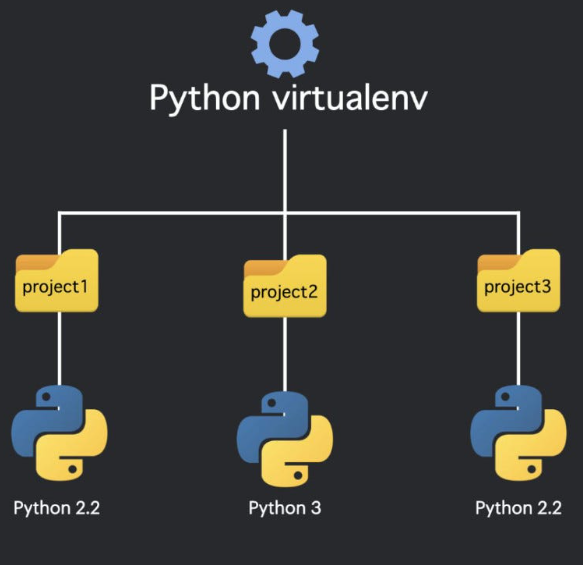 Python virtualenv
project1
project2
project3
Python 2.2
Python 3
Python 2.2